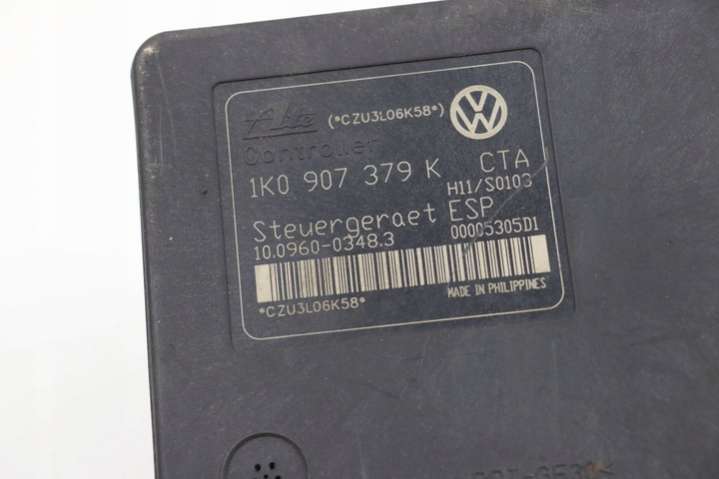 Ate (*CZU3L06K58*)
Controller
1K0 907 379 K CTA
H11/S0103
Steuergeraet ESP
10.0960-0348.3 00005305D1
*CZU3L06K58* MADE IN PHILIPPINES